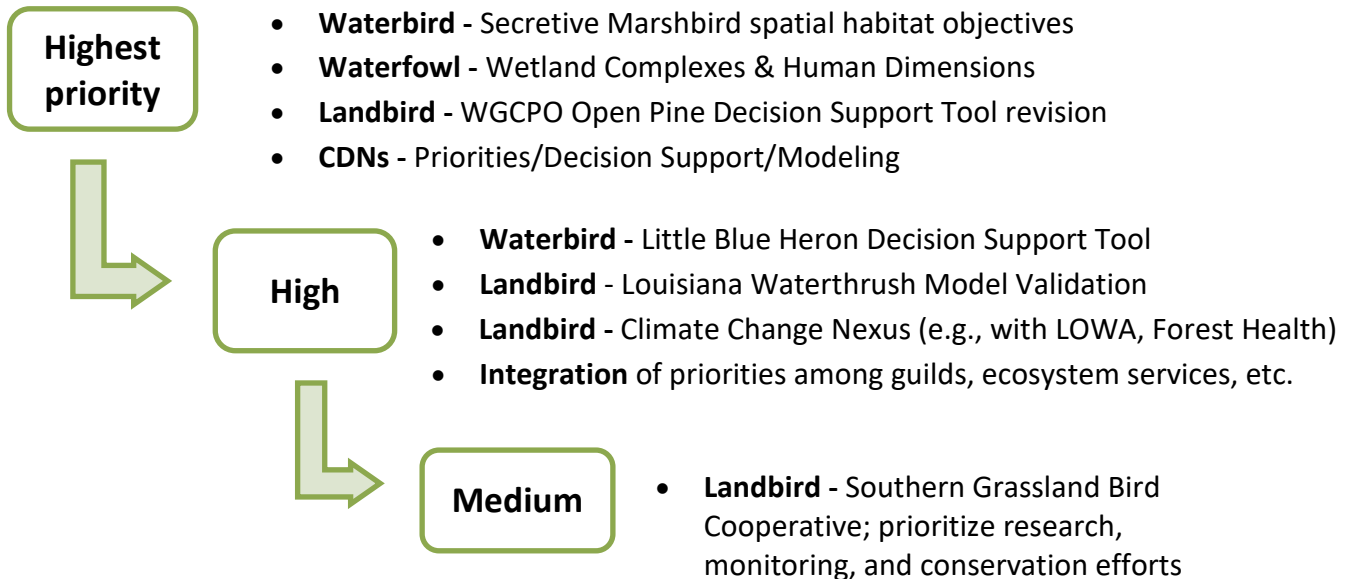 Highest
priority
• Waterbird - Secretive Marshbird spatial habitat objectives
• Waterfowl - Wetland Complexes & Human Dimensions
• Landbird - WGCPO Open Pine Decision Support Tool revision
• CDNs - Priorities/Decision Support/Modeling
High
• Waterbird - Little Blue Heron Decision Support Tool
• Landbird - Louisiana Waterthrush Model Validation
• Landbird - Climate Change Nexus (e.g., with LOWA, Forest Health)
• Integration of priorities among guilds, ecosystem services, etc.
Medium
• Landbird - Southern Grassland Bird
Cooperative; prioritize research,
monitoring, and conservation efforts